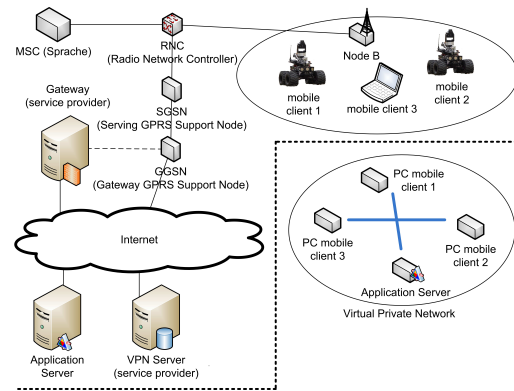 MSC (Sprache)
RNC
(Radio Network Controller)
Node B
mobile
client 1
mobile client 3
mobile
client 2
Gateway
(service provider)
SGSN
(Serving GPRS Support Node)
GGSN
(Gateway GPRS Support Node)
Internet
Application
Server
VPN Server
(service provider)
PC mobile
client 1
PC mobile
client 3
PC mobile
client 2
Application Server
Virtual Private Network